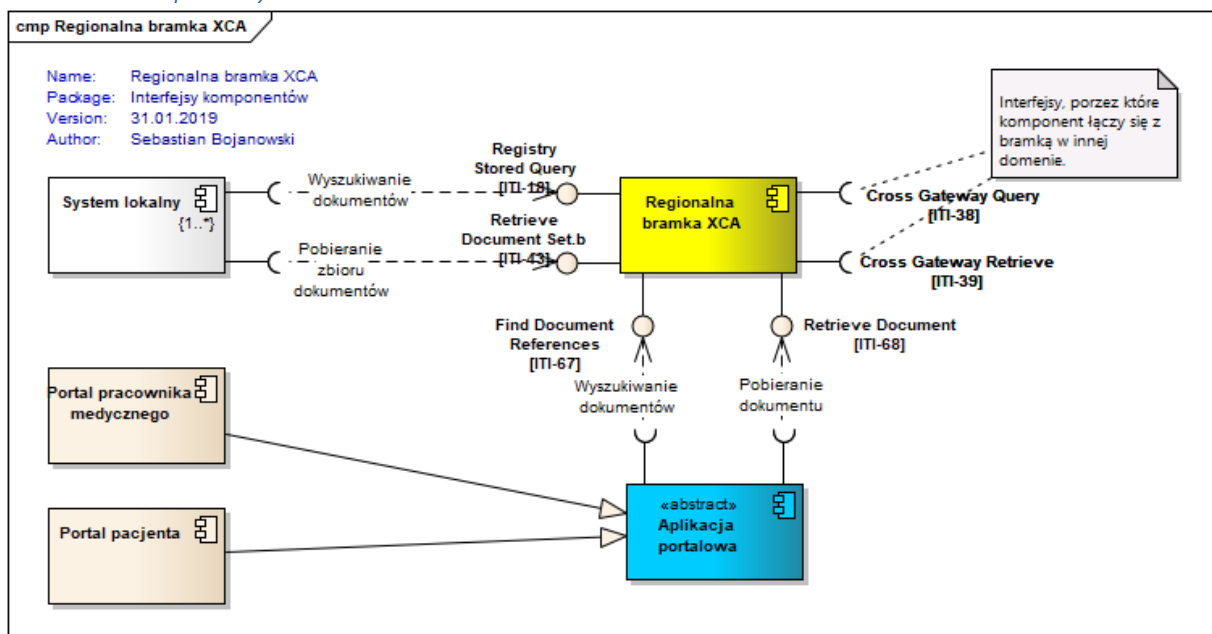 cmp Regionalna bramka XCA
Name: Regionalna bramka XCA
Package: Interfejsy komponentów
Version: 31.01.2019
Author: Sebastian Bojanowski
Interfejsy, porzez które
komponent łączy się z
bramką w innej
domenie.
System lokalny
{1..*}
Wyszukiwanie
dokumentów
Registry
Stored Query
[ITI-18]
Pobieranie
zbioru
dokumentów
Retrieve
Document Set.b
[ITI-43]
Regionalna
bramka XCA
Cross Gateway Query
[ITI-38]
Cross Gateway Retrieve
[ITI-39]
Find Document
References
[ITI-67]
Retrieve Document
[ITI-68]
Wyszukiwanie
dokumentów
Pobieranie
dokumentu
Portal pracownika
medycznego
Portal pacjenta
«abstract»
Aplikacja
portalowa